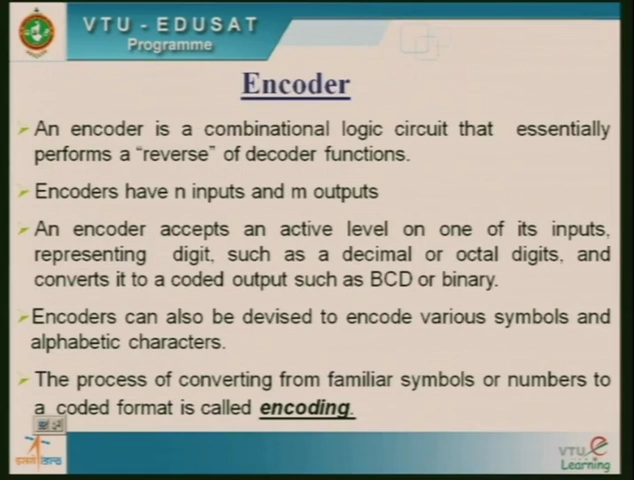 VTU - EDUSAT
Programme
Encoder
An encoder is a combinational logic circuit that essentially
performs a "reverse" of decoder functions.
Encoders have n inputs and m outputs
An encoder accepts an active level on one of its inputs,
representing digit, such as a decimal or octal digits, and
converts it to a coded output such as BCD or binary.
Encoders can also be devised to encode various symbols and
alphabetic characters.
The process of converting from familiar symbols or numbers to
a coded format is called encoding.
इसरो isro
VTU e
Learning